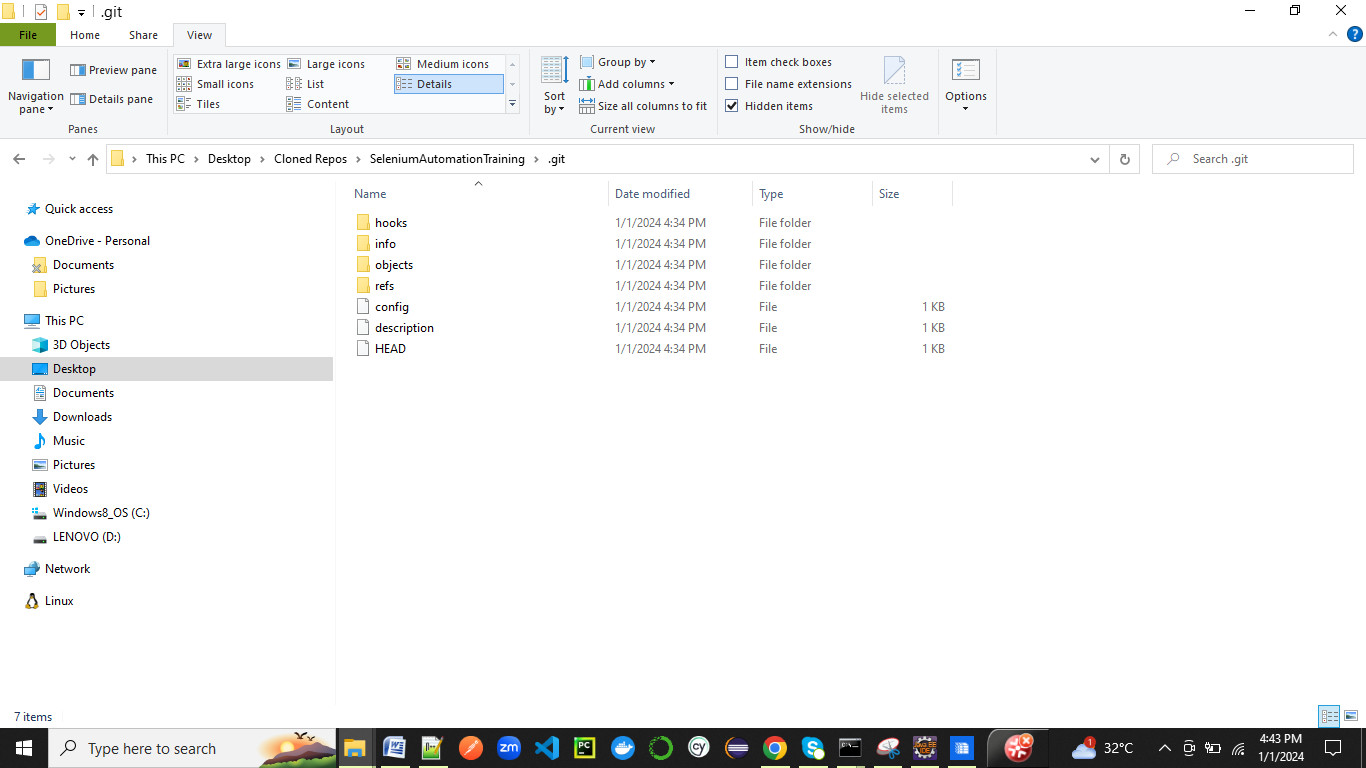 .git
File Home Share View
Navigation pane
Preview pane
Details pane
Panes
Extra large icons Large icons Medium icons
Small icons List Details
Tiles Content
Layout
Sort by
Group by
Add columns
Size all columns to fit
Current view
Item check boxes
File name extensions
Hidden items
Hide selected items
Show/hide
Options
This PC > Desktop > Cloned Repos > SeleniumAutomationTraining > .git
Search .git
Quick access
OneDrive - Personal
Documents
Pictures
This PC
3D Objects
Desktop
Documents
Downloads
Music
Pictures
Videos
Windows8_OS (C:)
LENOVO (D:)
Network
Linux
Name Date modified Type Size
hooks 1/1/2024 4:34 PM File folder
info 1/1/2024 4:34 PM File folder
objects 1/1/2024 4:34 PM File folder
refs 1/1/2024 4:34 PM File folder
config 1/1/2024 4:34 PM File 1 KB
description 1/1/2024 4:34 PM File 1 KB
HEAD 1/1/2024 4:34 PM File 1 KB
7 items
Type here to search
zm
PC
cy
1
32°C
4:43 PM
1/1/2024